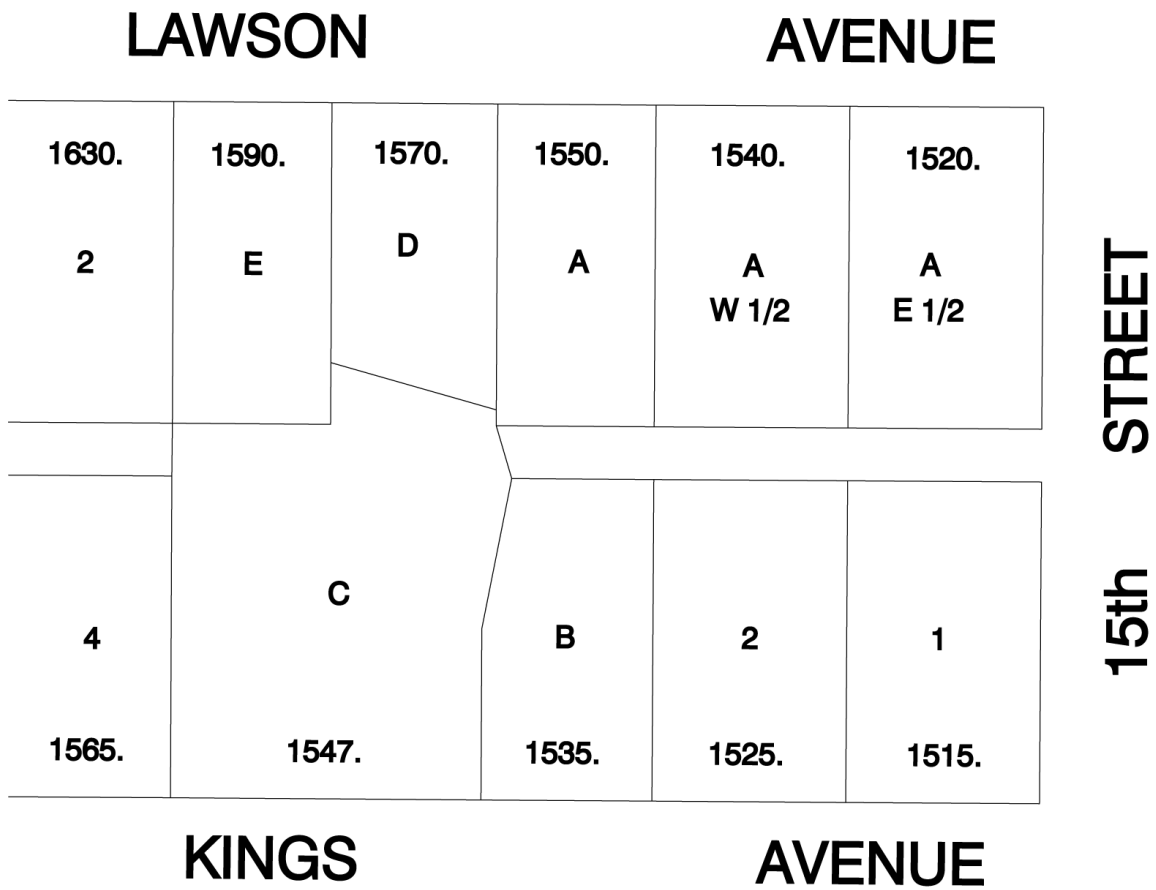 LAWSON AVENUE
1630. 1590. 1570. 1550. 1540. 1520.
2 E D A A A
W 1/2 E 1/2
15th STREET
C
4 B 2 1
1565. 1547. 1535. 1525. 1515.
KINGS AVENUE